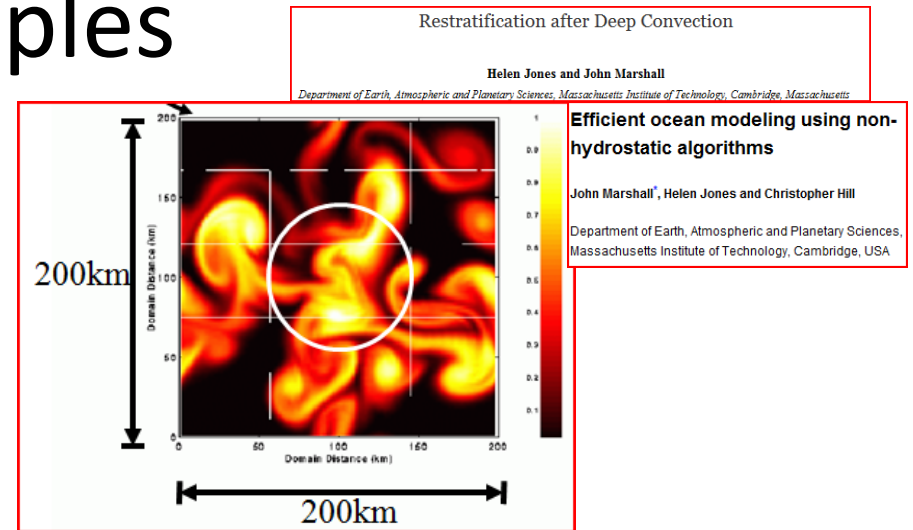 ples
Restratification after Deep Convection
Helen Jones and John Marshall
Department of Earth, Atmospheric and Planetary Sciences, Massachusetts Institute of Technology, Cambridge, Massachusetts
Efficient ocean modeling using non-
hydrostatic algorithms
John Marshall*, Helen Jones and Christopher Hill
Department of Earth, Atmospheric and Planetary Sciences,
Massachusetts Institute of Technology, Cambridge, USA
200km
Domain Distance (km)
200
150
100
50
0
0 50 100 150 200
Domain Distance (km)
1
0.9
0.8
0.7
0.6
0.5
0.4
0.3
0.2
0.1
200km